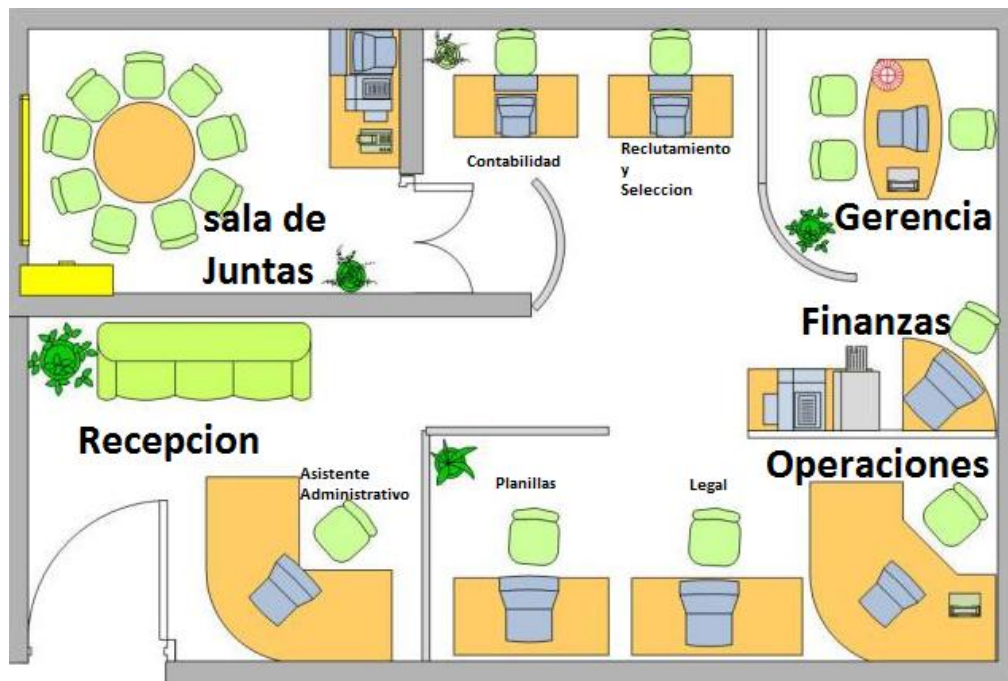 Contabilidad
Reclutamiento
y
Seleccion
sala de
Juntas
Gerencia
Finanzas
Recepcion
Asistente
Administrativo
Planillas
Legal
Operaciones